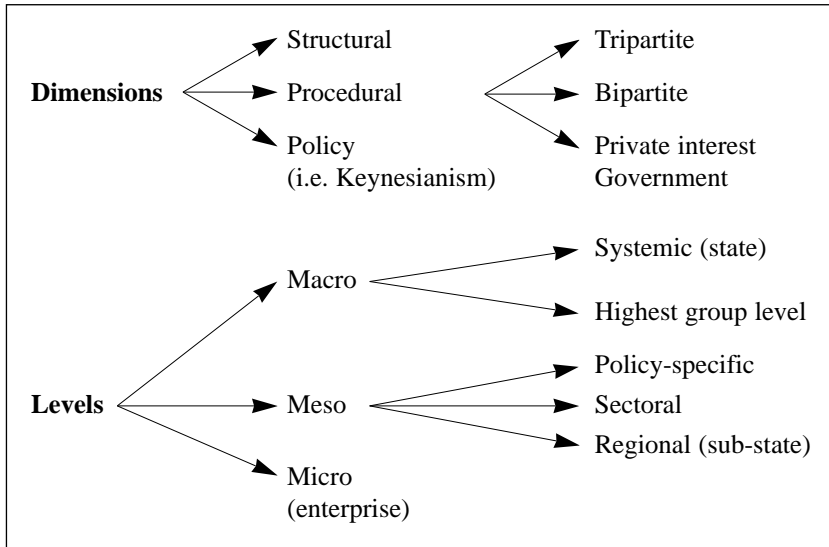 Dimensions
Structural
Procedural
Policy
(i.e. Keynesianism)
Tripartite
Bipartite
Private interest
Government
Levels
Macro
Systemic (state)
Highest group level
Meso
Policy-specific
Sectoral
Regional (sub-state)
Micro
(enterprise)